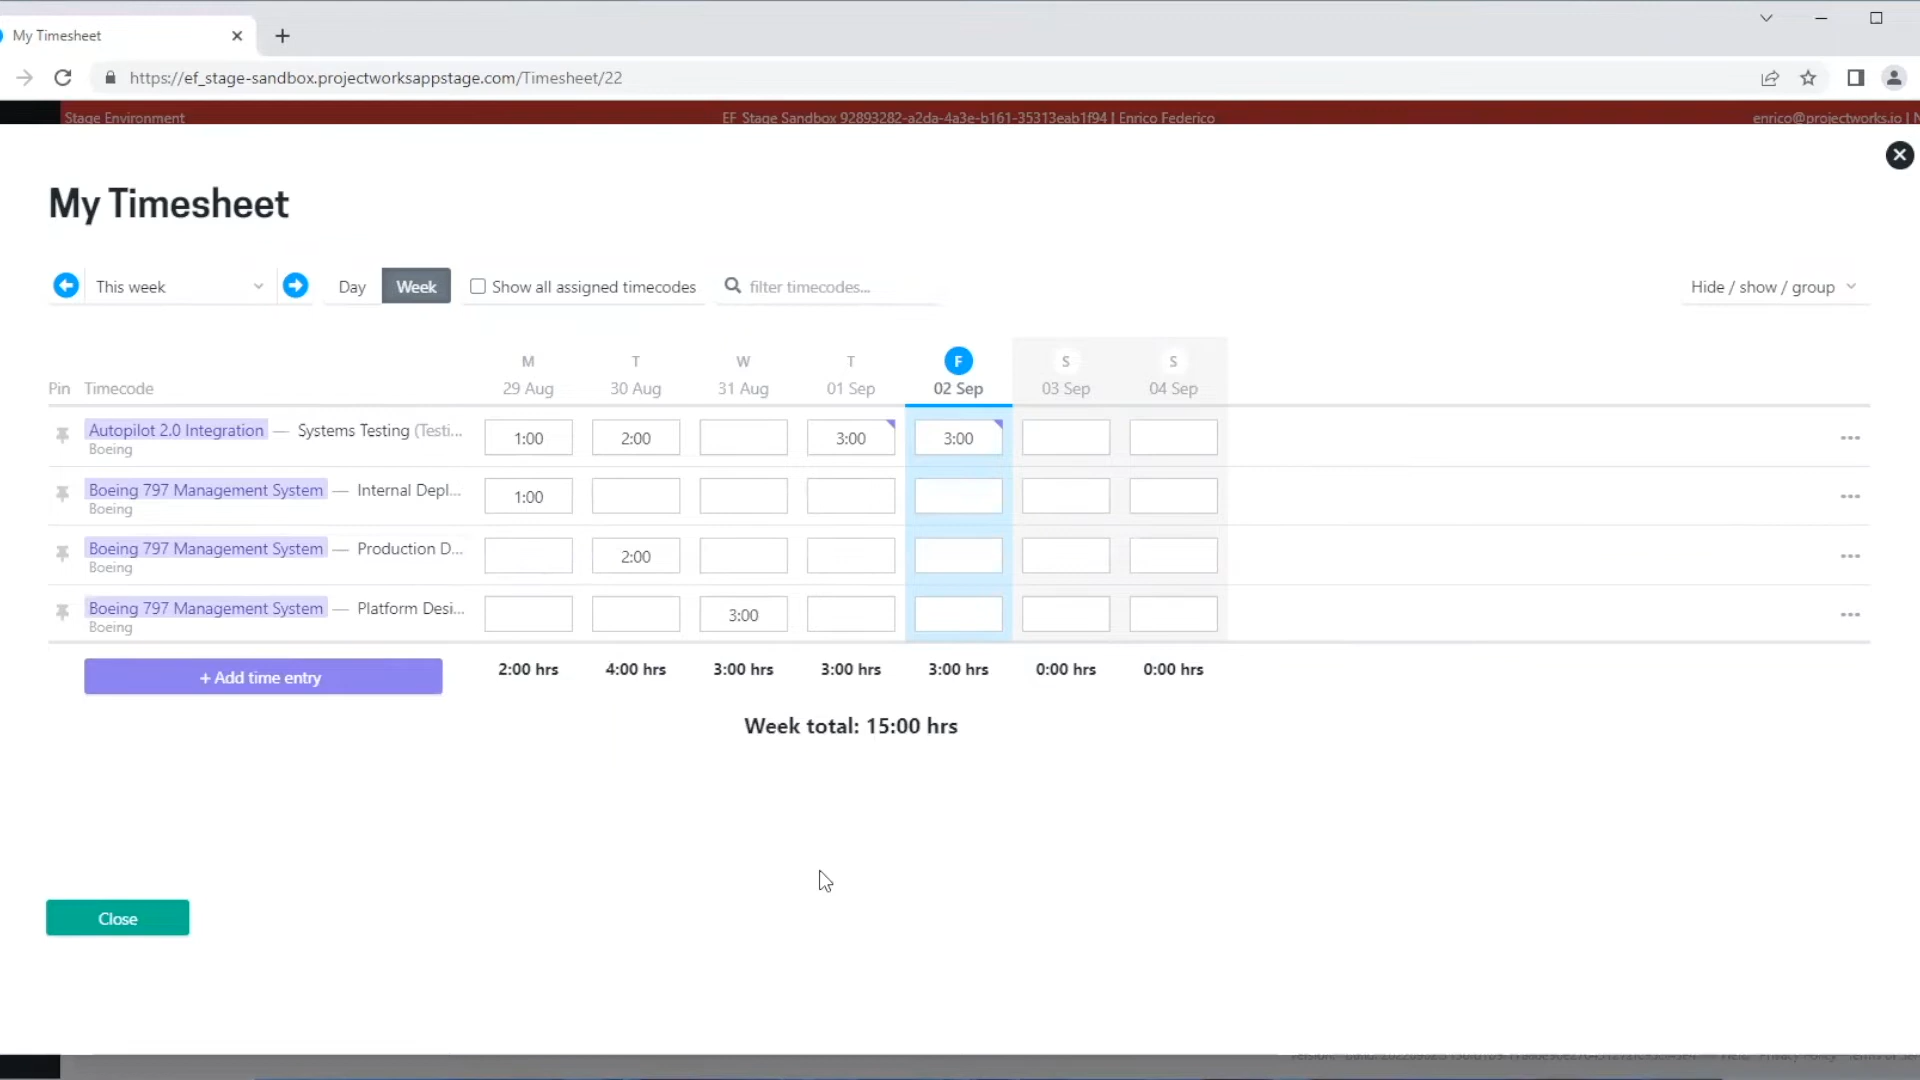 My Timesheet
https://ef_stage-sandbox.projectworksappstage.com/Timesheet/22
Stage Environment EF Stage Sandbox 92893282-a2da-4a3e-b161-35313eab1f94 | Enrico Federico enrico@projectworks.io | N
My Timesheet
This week Day Week Show all assigned timecodes filter timecodes... Hide / show / group
M T W T F S S
Pin Timecode 29 Aug 30 Aug 31 Aug 01 Sep 02 Sep 03 Sep 04 Sep
Autopilot 2.0 Integration — Systems Testing (Testi... 1:00 2:00 3:00 3:00
Boeing
Boeing 797 Management System — Internal Depl... 1:00
Boeing
Boeing 797 Management System — Production D... 2:00
Boeing
Boeing 797 Management System — Platform Desi... 3:00
Boeing
+ Add time entry 2:00 hrs 4:00 hrs 3:00 hrs 3:00 hrs 3:00 hrs 0:00 hrs 0:00 hrs
Week total: 15:00 hrs
Close